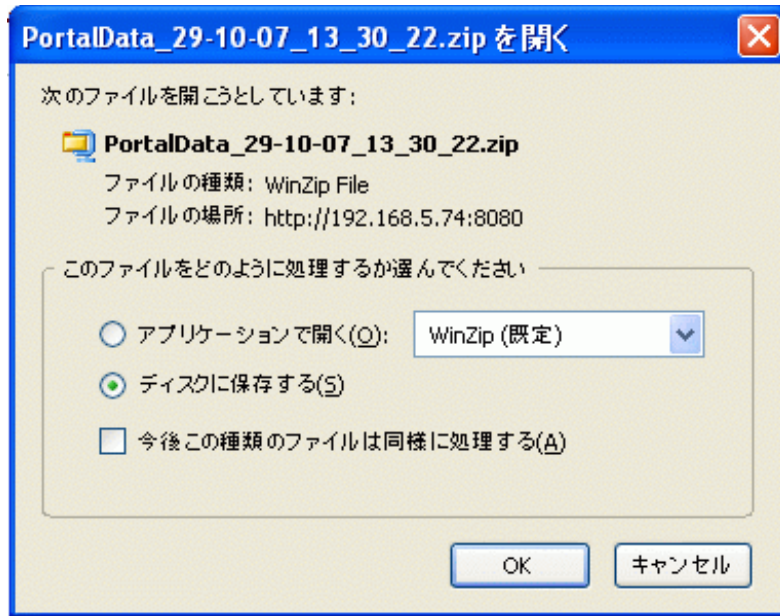 PortalData_29-10-07_13_30_22.zip を開く
次のファイルを開こうとしています:
PortalData_29-10-07_13_30_22.zip
ファイルの種類: WinZip File
ファイルの場所: http://192.168.5.74:8080
このファイルをどのように処理するか選んでください
アプリケーションで開く(O): WinZip (既定)
ディスクに保存する(S)
今後この種類のファイルは同様に処理する(A)
OK キャンセル